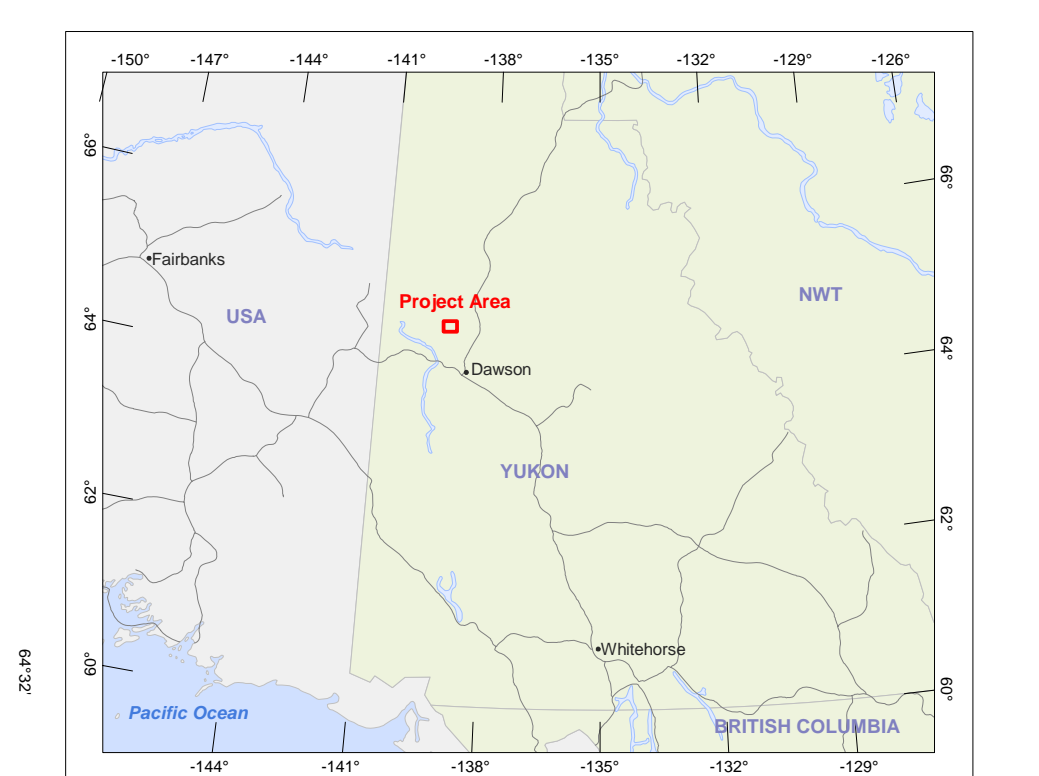 -150° -147° -144° -141° -138° -135° -132° -129° -126°
66°
66°
Fairbanks
NWT
Project Area
USA
64°
64°
Dawson
YUKON
62°
62°
Whitehorse
60°
64°32'
60°
Pacific Ocean
BRITISH COLUMBIA
-144° -141° -138° -135° -132° -129°